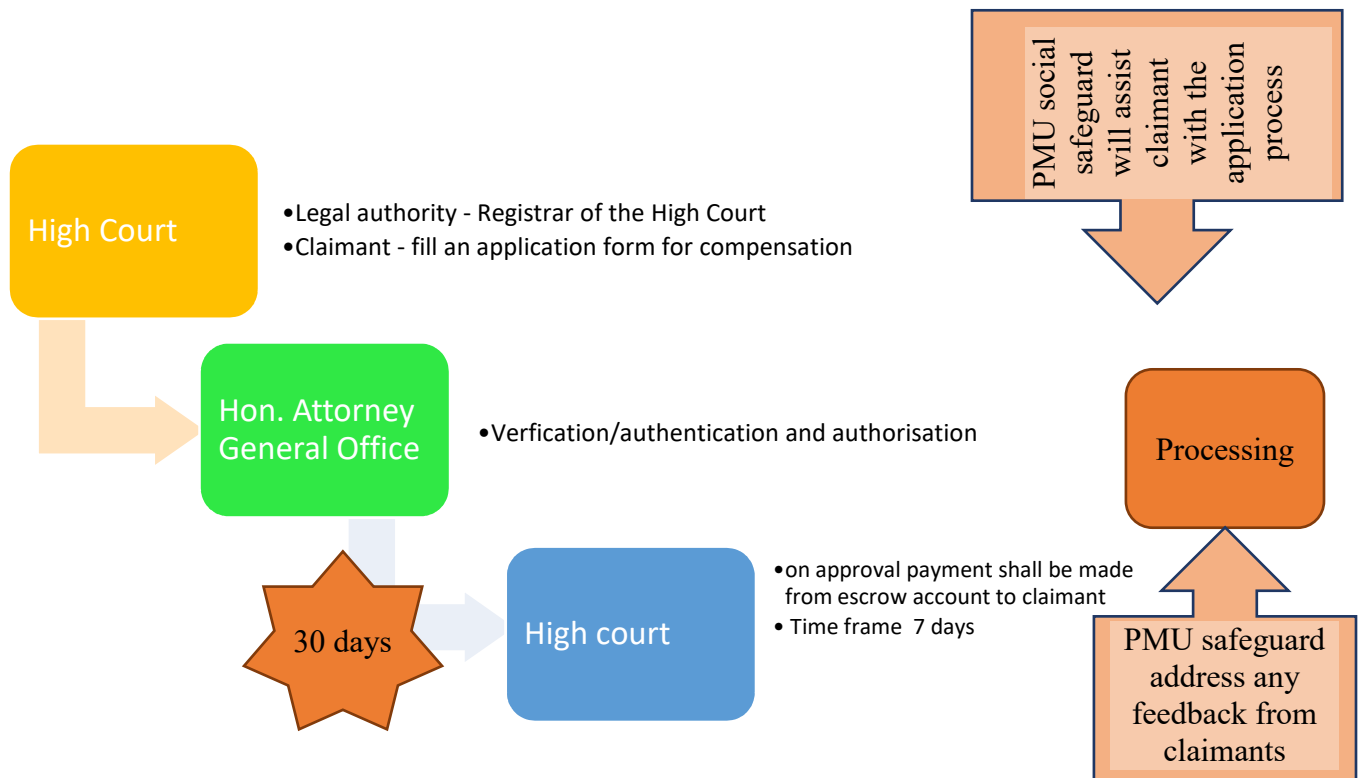 High Court
•Legal authority - Registrar of the High Court
•Claimant - fill an application form for compensation
PMU social
safeguard
will assist
claimant
with the
application
process
Hon. Attorney
General Office
•Verfication/authentication and authorisation
Processing
30 days
High court
•on approval payment shall be made
from escrow account to claimant
• Time frame 7 days
PMU safeguard
address any
feedback from
claimants